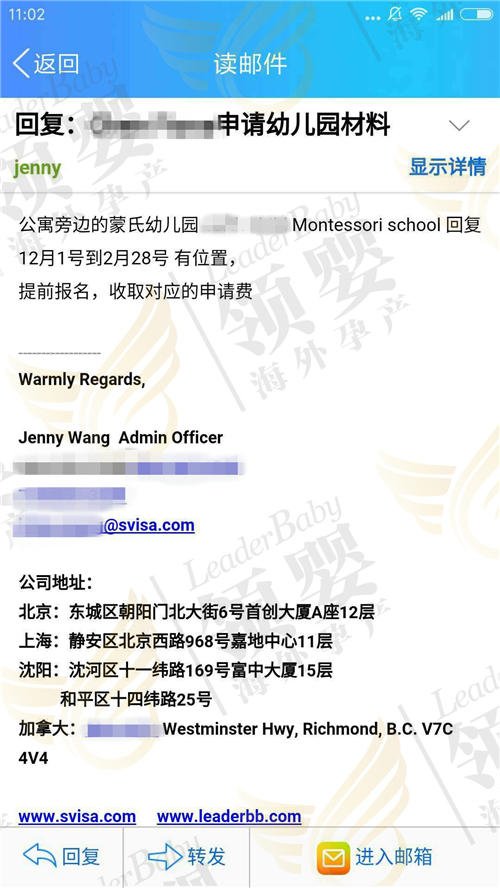 11:02
返回
读邮件
回复：申请幼儿园材料
jenny
显示详情
公寓旁边的蒙氏幼儿园 Montessori school 回复
12月1号到2月28号 有位置，
提前报名，收取对应的申请费
------------------
Warmly Regards,
Jenny Wang  Admin Officer
@svisa.com
公司地址：
北京：东城区朝阳门北大街6号首创大厦A座12层
上海：静安区北京西路968号嘉地中心11层
沈阳：沈河区十一纬路169号富中大厦15层
和平区十四纬路25号
加拿大：Westminster Hwy, Richmond, B.C. V7C
4V4
www.svisa.com www.leaderbb.com
回复
转发
进入邮箱
LeaderBaby
领婴
海外孕产